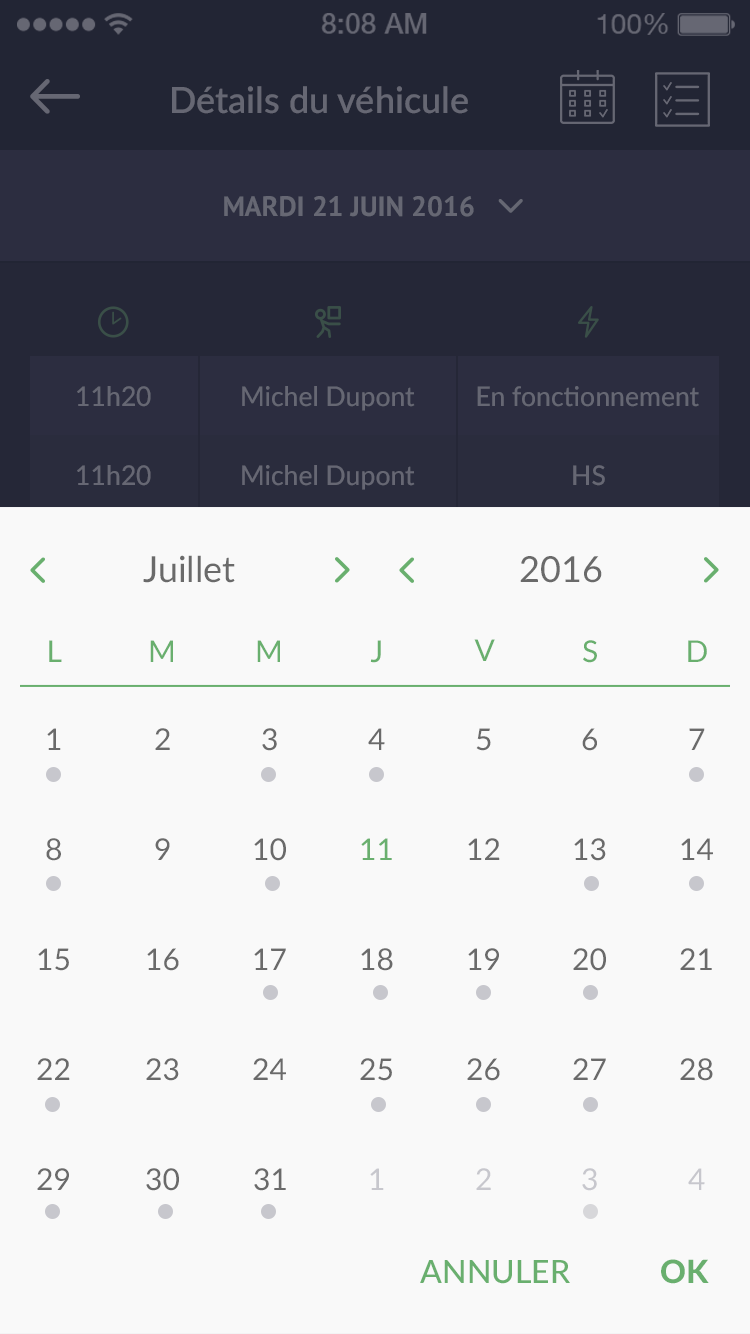 8:08 AM 100%
Détails du véhicule
MARDI 21 JUIN 2016
11h20 Michel Dupont En fonctionnement
11h20 Michel Dupont HS
Juillet 2016
L M M J V S D
1 2 3 4 5 6 7
8 9 10 11 12 13 14
15 16 17 18 19 20 21
22 23 24 25 26 27 28
29 30 31 1 2 3 4
ANNULER OK